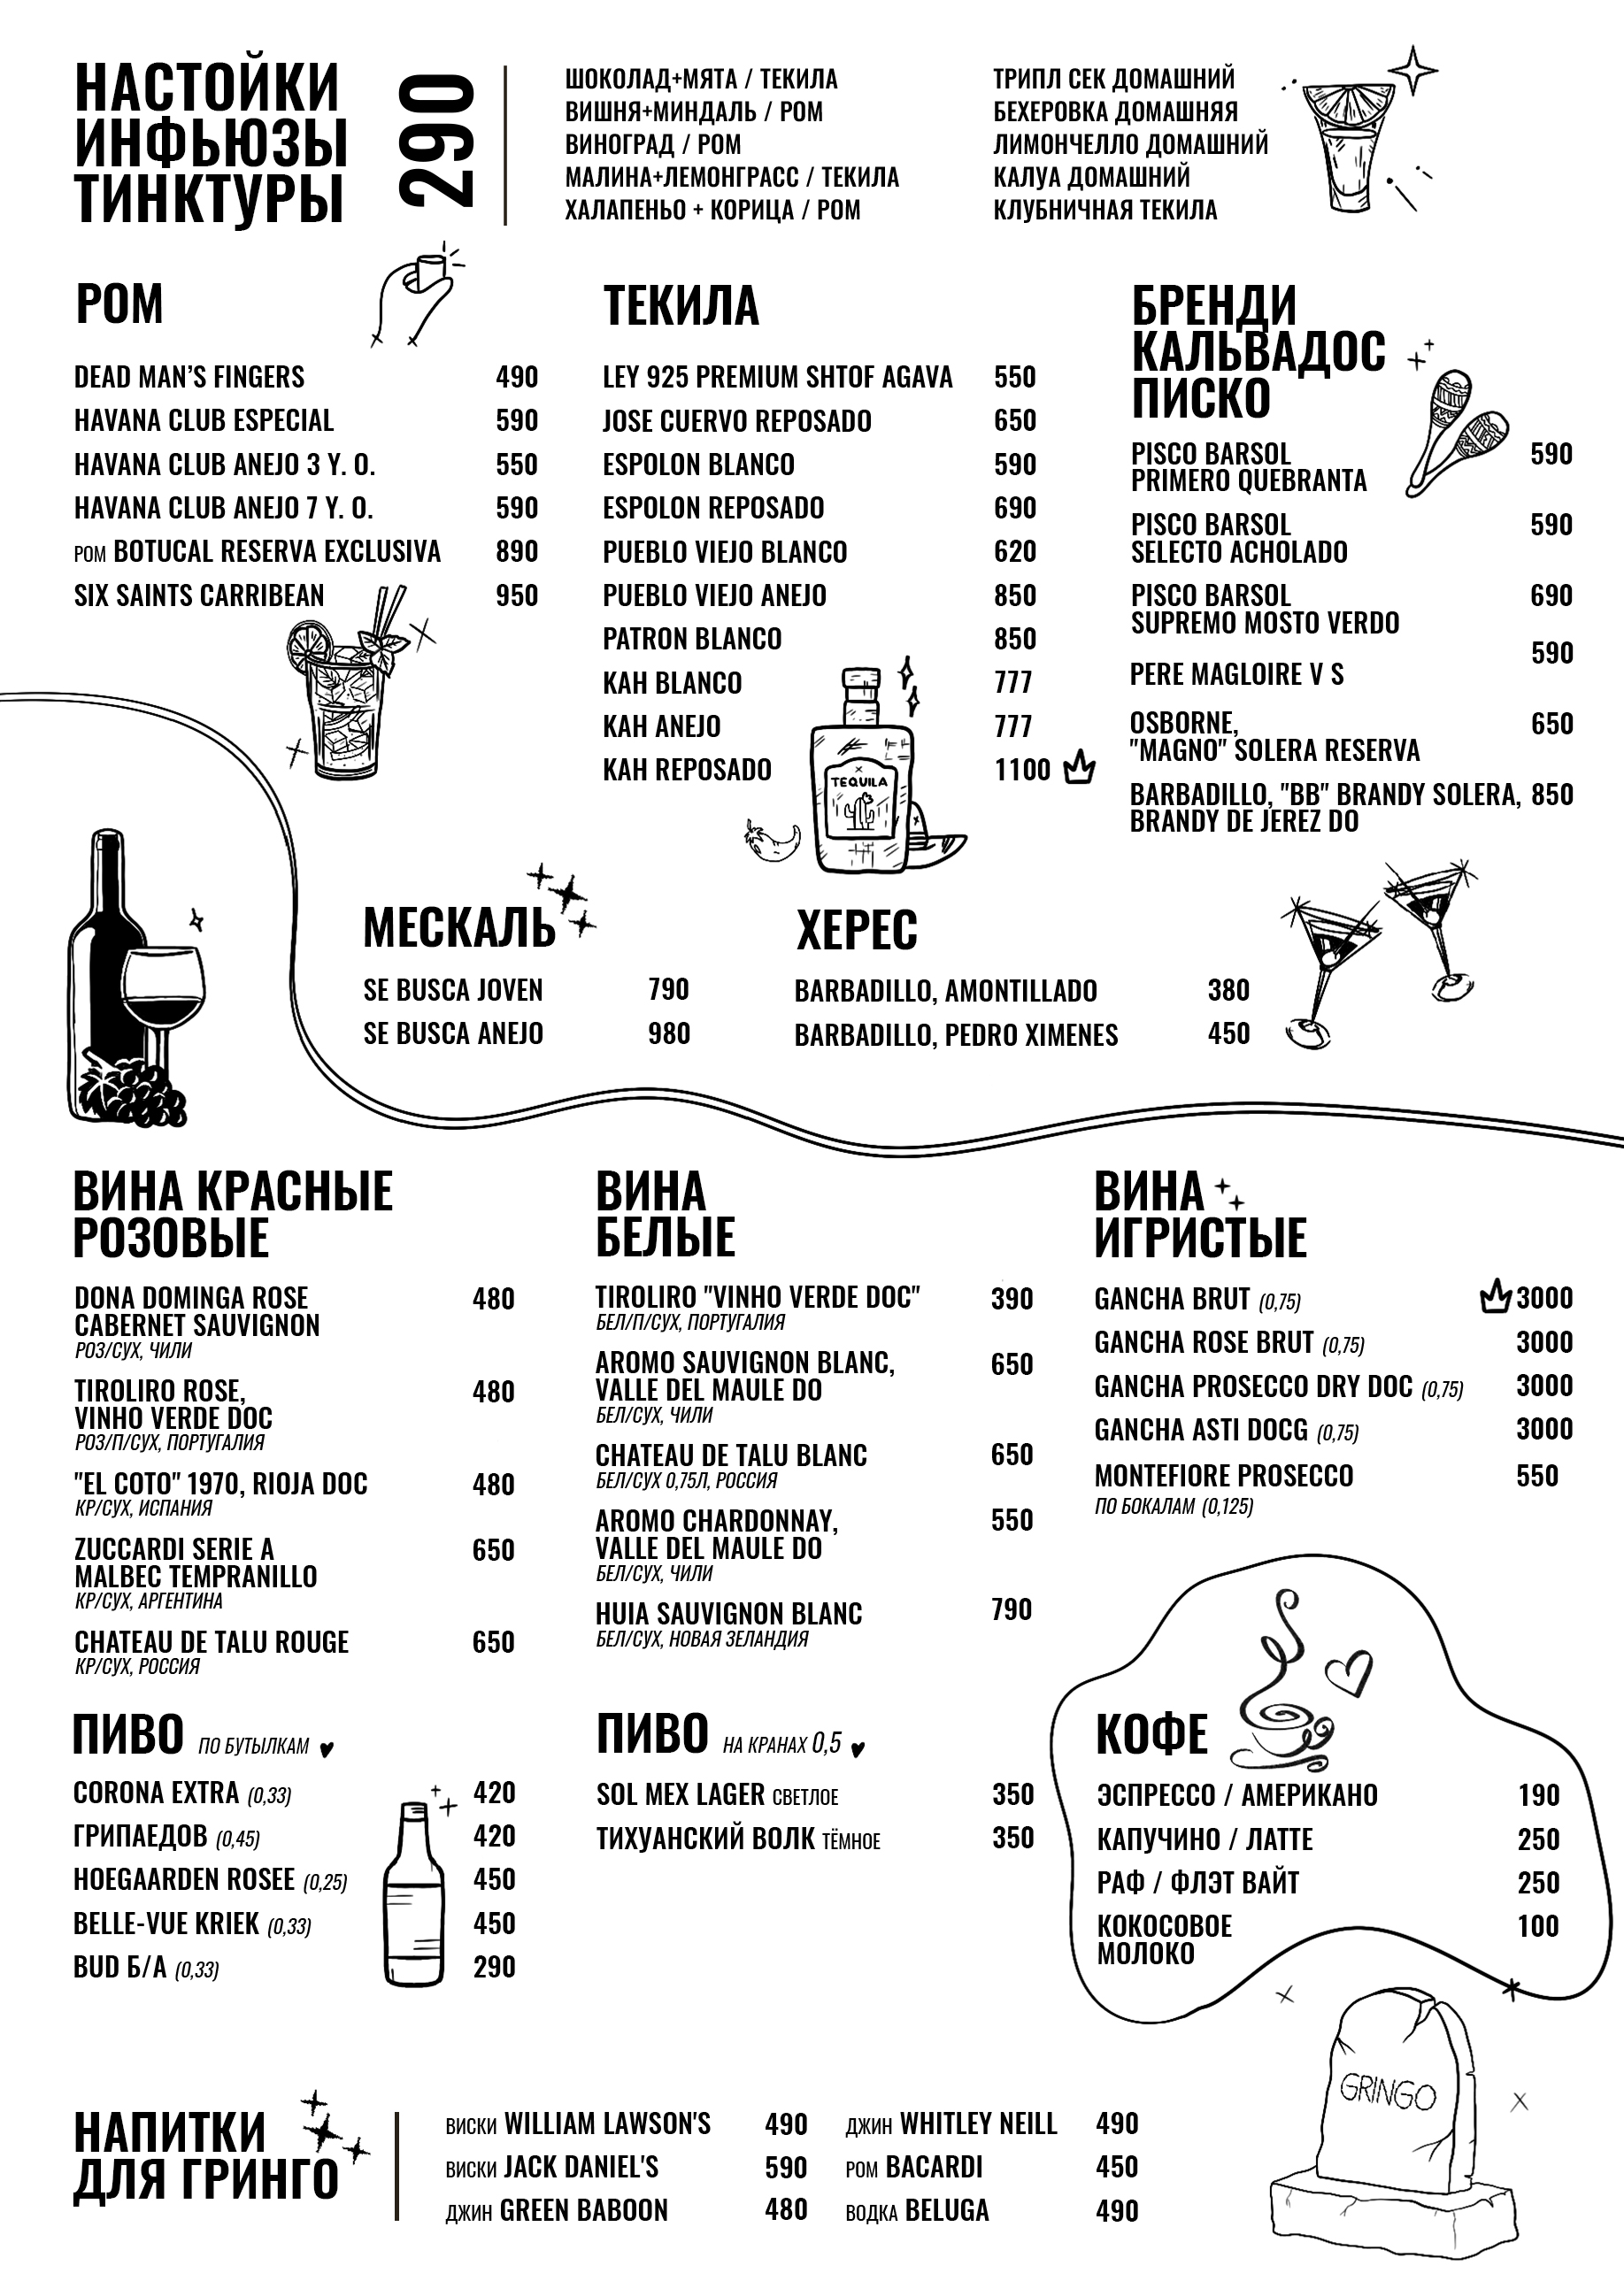 НАСТОЙКИ
ИНФЬЮЗЫ
ТИНКТУРЫ
290
ШОКОЛАД+МЯТА / ТЕКИЛА
ВИШНЯ+МИНДАЛЬ / РОМ
ВИНОГРАД / РОМ
МАЛИНА+ЛЕМОНГРАСС / ТЕКИЛА
ХАЛАПЕНЬО + КОРИЦА / РОМ
ТРИПЛ СЕК ДОМАШНИЙ
БЕХЕРОВКА ДОМАШНЯЯ
ЛИМОНЧЕЛЛО ДОМАШНИЙ
КАЛУА ДОМАШНИЙ
КЛУБНИЧНАЯ ТЕКИЛА
РОМ
DEAD MAN'S FINGERS 490
HAVANA CLUB ESPECIAL 590
HAVANA CLUB ANEJO 3 Y. O. 550
HAVANA CLUB ANEJO 7 Y. O. 590
РОМ BOTUCAL RESERVA EXCLUSIVA 890
SIX SAINTS CARRIBEAN 950
ТЕКИЛА
LEY 925 PREMIUM SHTOF AGAVA 550
JOSE CUERVO REPOSADO 650
ESPOLON BLANCO 590
ESPOLON REPOSADO 690
PUEBLO VIEJO BLANCO 620
PUEBLO VIEJO ANEJO 850
PATRON BLANCO 850
KAH BLANCO 777
KAH ANEJO 777
KAH REPOSADO 1100
TEQUILA
БРЕНДИ
КАЛЬВАДОС
ПИСКО
PISCO BARSOL 590
PRIMERO QUEBRANTA
PISCO BARSOL 590
SELECTO ACHOLADO
PISCO BARSOL 690
SUPREMO MOSTO VERDO
PERE MAGLOIRE V S 590
OSBORNE, 650
"MAGNO" SOLERA RESERVA
BARBADILLO, "BB" BRANDY SOLERA, 850
BRANDY DE JEREZ DO
МЕСКАЛЬ
SE BUSCA JOVEN 790
SE BUSCA ANEJO 980
ХЕРЕС
BARBADILLO, AMONTILLADO 380
BARBADILLO, PEDRO XIMENES 450
ВИНА КРАСНЫЕ
РОЗОВЫЕ
DONA DOMINGA ROSE 480
CABERNET SAUVIGNON
РОЗ/СУХ, ЧИЛИ
TIROLIRO ROSE, 480
VINHO VERDE DOC
РОЗ/П/СУХ, ПОРТУГАЛИЯ
"EL COTO" 1970, RIOJA DOC 480
КР/СУХ, ИСПАНИЯ
ZUCCARDI SERIE A 650
MALBEC TEMPRANILLO
КР/СУХ, АРГЕНТИНА
CHATEAU DE TALU ROUGE 650
КР/СУХ, РОССИЯ
ВИНА
БЕЛЫЕ
TIROLIRO "VINHO VERDE DOC" 390
БЕЛ/П/СУХ, ПОРТУГАЛИЯ
AROMO SAUVIGNON BLANC, 650
VALLE DEL MAULE DO
БЕЛ/СУХ, ЧИЛИ
CHATEAU DE TALU BLANC 650
БЕЛ/СУХ 0,75Л, РОССИЯ
AROMO CHARDONNAY, 550
VALLE DEL MAULE DO
БЕЛ/СУХ, ЧИЛИ
HUIA SAUVIGNON BLANC 790
БЕЛ/СУХ, НОВАЯ ЗЕЛАНДИЯ
ВИНА
ИГРИСТЫЕ
GANCHA BRUT (0,75) 3000
GANCHA ROSE BRUT (0,75) 3000
GANCHA PROSECCO DRY DOC (0,75) 3000
GANCHA ASTI DOCG (0,75) 3000
MONTEFIORE PROSECCO 550
ПО БОКАЛАМ (0,125)
ПИВО ПО БУТЫЛКАМ
CORONA EXTRA (0,33) 420
ГРИПАЕДОВ (0,45) 420
HOEGAARDEN ROSEE (0,25) 450
BELLE-VUE KRIEK (0,33) 450
BUD Б/А (0,33) 290
ПИВО НА КРАНАХ 0,5
SOL MEX LAGER СВЕТЛОЕ 350
ТИХУАНСКИЙ ВОЛК ТЁМНОЕ 350
КОФЕ
ЭСПРЕССО / АМЕРИКАНО 190
КАПУЧИНО / ЛАТТЕ 250
РАФ / ФЛЭТ ВАЙТ 250
КОКОСОВОЕ 100
МОЛОКО
GRINGO
НАПИТКИ
ДЛЯ ГРИНГО
ВИСКИ WILLIAM LAWSON'S 490
ВИСКИ JACK DANIEL'S 590
ДЖИН GREEN BABOON 480
ДЖИН WHITLEY NEILL 490
РОМ BACARDI 450
ВОДКА BELUGA 490